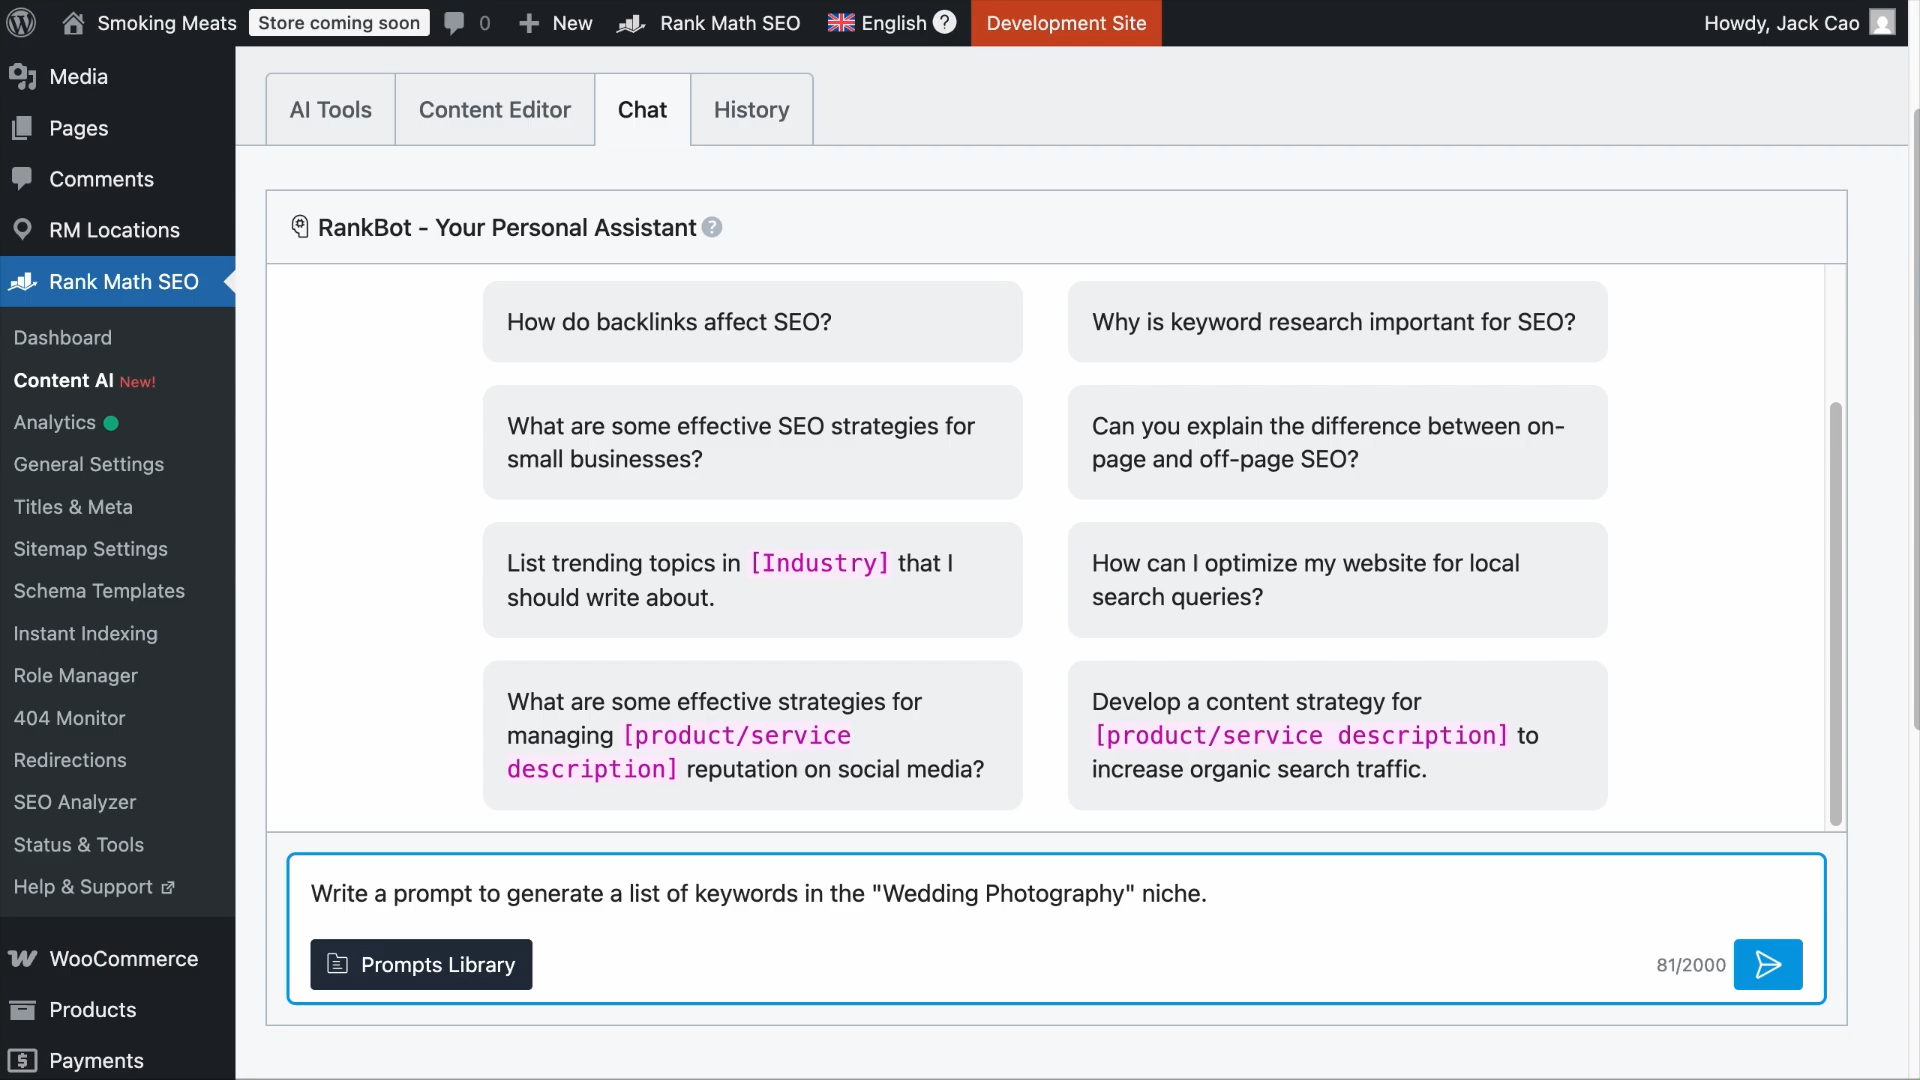 Smoking Meats
Store coming soon
0
New
Rank Math SEO
English ?
Development Site
Howdy, Jack Cao
Media
Pages
Comments
RM Locations
Rank Math SEO
Dashboard
Content AI New!
Analytics
General Settings
Titles & Meta
Sitemap Settings
Schema Templates
Instant Indexing
Role Manager
404 Monitor
Redirections
SEO Analyzer
Status & Tools
Help & Support
WooCommerce
Products
Payments
AI Tools
Content Editor
Chat
History
RankBot - Your Personal Assistant ?
How do backlinks affect SEO?
Why is keyword research important for SEO?
What are some effective SEO strategies for
small businesses?
Can you explain the difference between on-
page and off-page SEO?
List trending topics in [Industry] that I
should write about.
How can I optimize my website for local
search queries?
What are some effective strategies for
managing [product/service
description] reputation on social media?
Develop a content strategy for
[product/service description] to
increase organic search traffic.
Write a prompt to generate a list of keywords in the "Wedding Photography" niche.
Prompts Library
81/2000